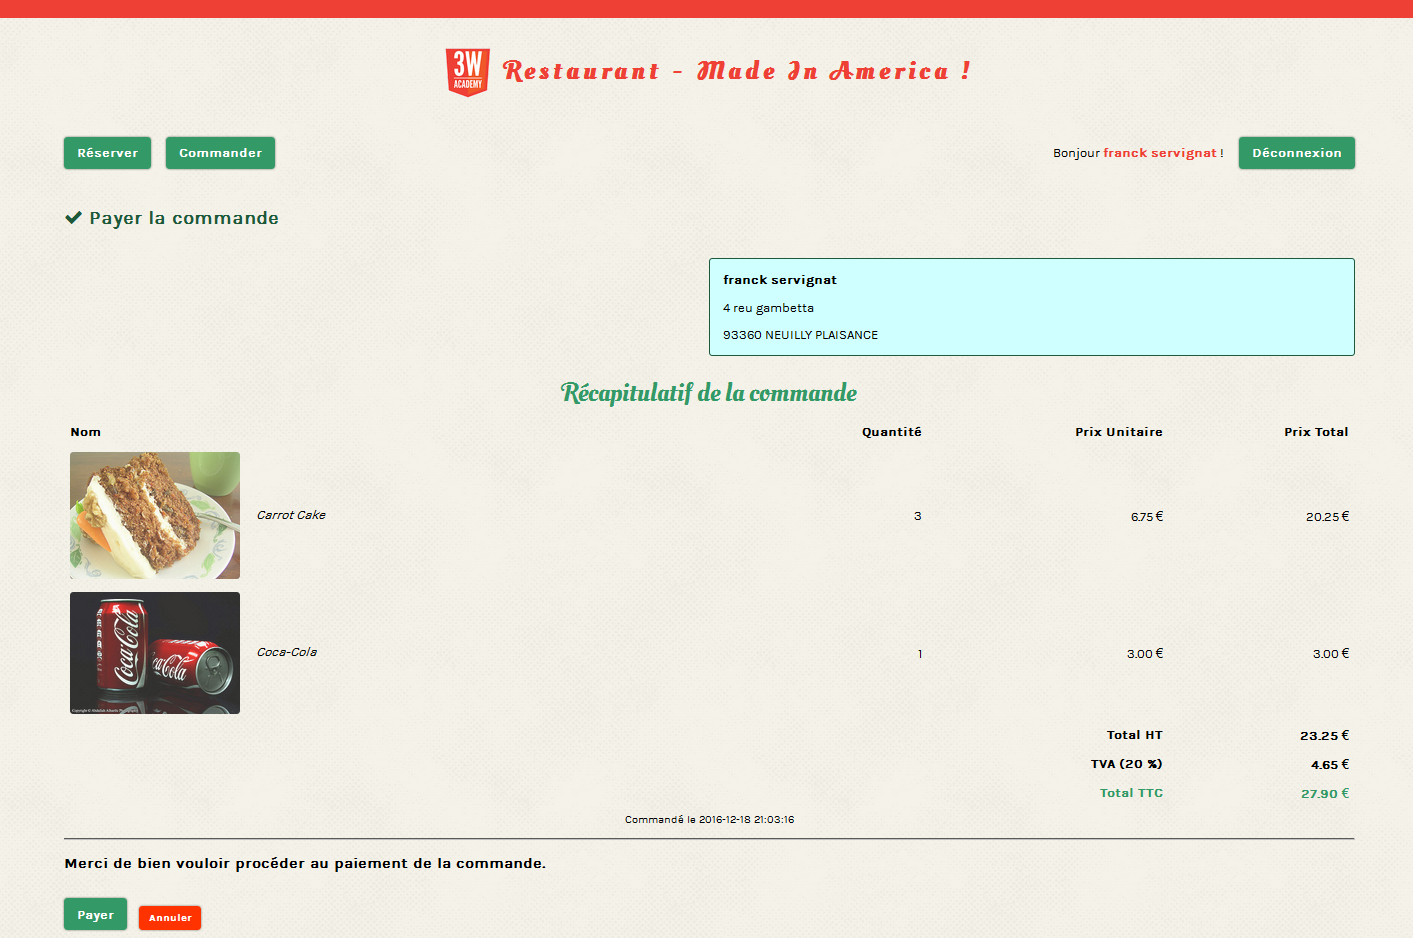 3W
ACADEMY
Restaurant - Made In America !
Réserver
Commander
Bonjour franck servignat !
Déconnexion
Payer la commande
franck servignat
4 reu gambetta
93360 NEUILLY PLAISANCE
Récapitulatif de la commande
Nom Quantité Prix Unitaire Prix Total
Carrot Cake 3 6.75 € 20.25 €
Coca-Cola
Coca-Cola
Coca-Cola 1 3.00 € 3.00 €
Total HT 23.25 €
TVA (20 %) 4.65 €
Total TTC 27.90 €
Commandé le 2016-12-18 21:03:16
Merci de bien vouloir procéder au paiement de la commande.
Payer
Annuler